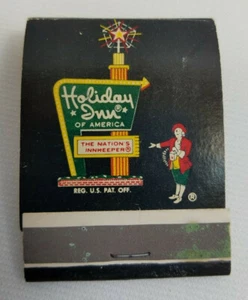 Holiday
Inn®
OF AMERICA
THE NATION'S
INNKEEPER®
REG. U.S. PAT. OFF.
®